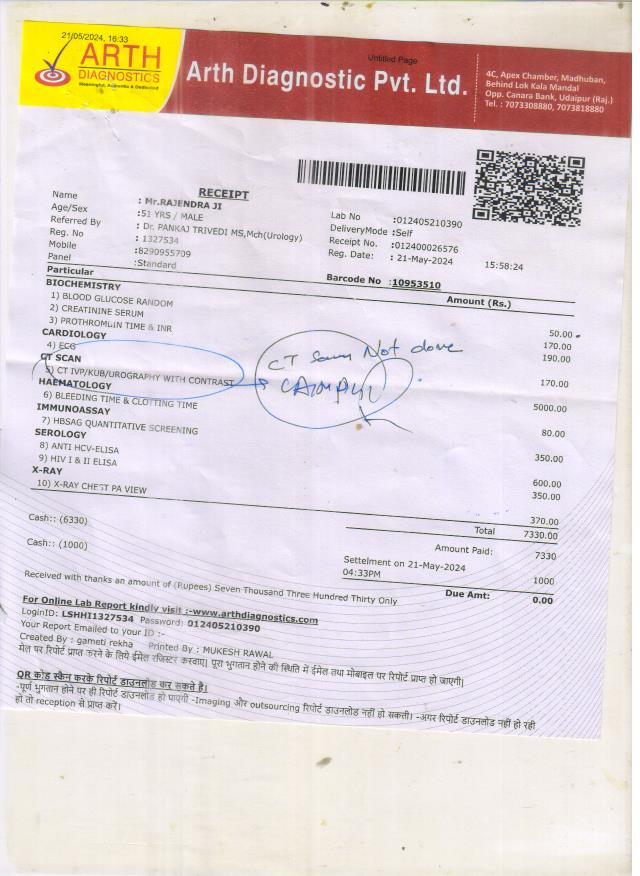 21/05/2024, 16:33
Untitled Page
ARTH
DIAGNOSTICS
Meaningful, Authentic & Dedicated
Arth Diagnostic Pvt. Ltd.
4C, Apex Chamber, Madhuban,
Behind Lok Kala Mandal
Opp. Canara Bank, Udaipur (Raj.)
Tel. : 7073308880, 7073818880
RECEIPT
Name : Mr.RAJENDRA JI
Age/Sex : 51 YRS / MALE
Referred By : Dr. PANKAJ TRIVEDI MS,Mch(Urology)
Reg. No : 1327534
Mobile :8290955709
Panel :Standard
Lab No :012405210390
DeliveryMode :Self
Receipt No. :012400026576
Reg. Date: : 21-May-2024 15:58:24
Barcode No :10953510
Particular Amount (Rs.)
BIOCHEMISTRY
1) BLOOD GLUCOSE RANDOM 50.00
2) CREATININE SERUM 170.00
3) PROTHROMBIN TIME & INR 190.00
CARDIOLOGY
4) ECG 170.00
CT SCAN
5) CT IVP/KUB/UROGRAPHY WITH CONTRAST 5000.00
CT Scan Not done
HAEMATOLOGY
6) BLEEDING TIME & CLOTTING TIME 80.00
IMMUNOASSAY
7) HBSAG QUANTITATIVE SCREENING 350.00
SEROLOGY
8) ANTI HCV-ELISA 600.00
9) HIV I & II ELISA 350.00
X-RAY
10) X-RAY CHEST PA VIEW 370.00
Total 7330.00
Cash:: (6330)
Amount Paid: 7330
Cash:: (1000)
Settelment on 21-May-2024 04:33PM 1000
Due Amt: 0.00
Received with thanks an amount of (Rupees) Seven Thousand Three Hundred Thirty Only
For Online Lab Report kindly visit :-www.arthdiagnostics.com
LoginID: LSHHI1327534 Password: 012405210390
Your Report Emailed to your ID :-
Created By : gameti rekha Printed By : MUKESH RAWAL
मेल पर रिपोर्ट प्राप्त करने के लिये ईमेल रजिस्टर करवाए। पूरा भुगतान होने की स्थिति में ईमेल तथा मोबाइल पर रिपोर्ट प्राप्त हो जाएगी।
QR कोड स्कैन करके रिपोर्ट डाउनलोड कर सकते है।
-पूर्ण भुगतान होने पर ही रिपोर्ट डाउनलोड हो पाएगी -Imaging और outsourcing रिपोर्ट डाउनलोड नहीं हो सकती। -अगर रिपोर्ट डाउनलोड नहीं हो रही
हो तो reception से प्राप्त करें।